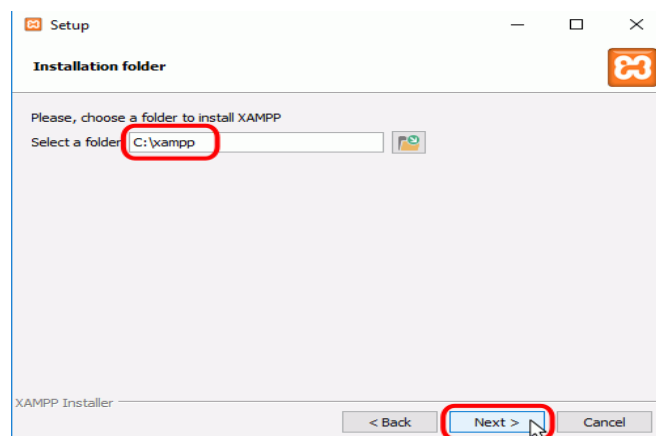 Setup
Installation folder
Please, choose a folder to install XAMPP
Select a folder C:\xampp
XAMPP Installer
< Back Next > Cancel